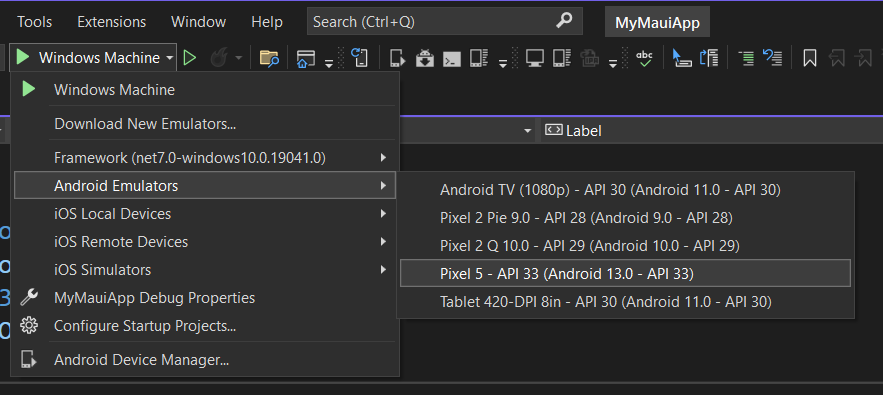 Tools Extensions Window Help Search (Ctrl+Q) MyMauiApp
Windows Machine
Windows Machine
Download New Emulators...
Label
Framework (net7.0-windows10.0.19041.0)
Android Emulators
iOS Local Devices
iOS Remote Devices
iOS Simulators
MyMauiApp Debug Properties
Configure Startup Projects...
Android Device Manager...
Android TV (1080p) - API 30 (Android 11.0 - API 30)
Pixel 2 Pie 9.0 - API 28 (Android 9.0 - API 28)
Pixel 2 Q 10.0 - API 29 (Android 10.0 - API 29)
Pixel 5 - API 33 (Android 13.0 - API 33)
Tablet 420-DPI 8in - API 30 (Android 11.0 - API 30)